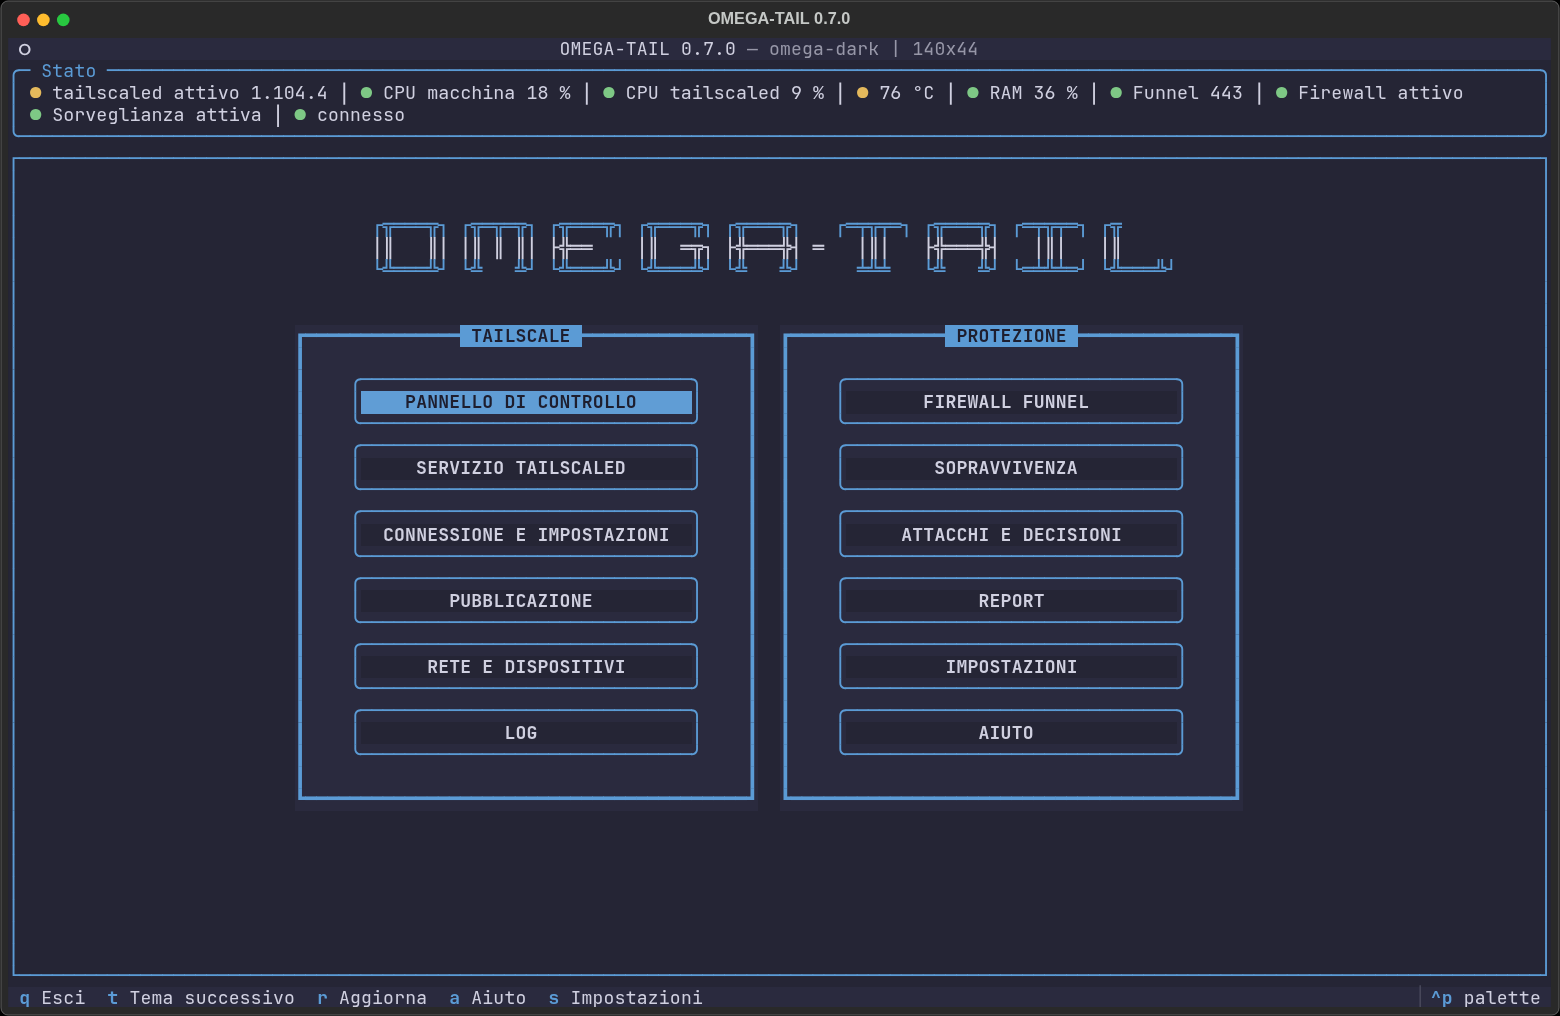 OMEGA-TAIL 0.7.0
OMEGA-TAIL 0.7.0 — omega-dark | 140x44
Stato
tailscaled attivo 1.104.4 | CPU macchina 18 % | CPU tailscaled 9 % | 76 °C | RAM 36 % | Funnel 443 | Firewall attivo
Sorveglianza attiva | connesso
OMEGA-TAIL
TAILSCALE
PANNELLO DI CONTROLLO
SERVIZIO TAILSCALED
CONNESSIONE E IMPOSTAZIONI
PUBBLICAZIONE
RETE E DISPOSITIVI
LOG
PROTEZIONE
FIREWALL FUNNEL
SOPRAVVIVENZA
ATTACCHI E DECISIONI
REPORT
IMPOSTAZIONI
AIUTO
q Esci t Tema successivo r Aggiorna a Aiuto s Impostazioni ^p palette